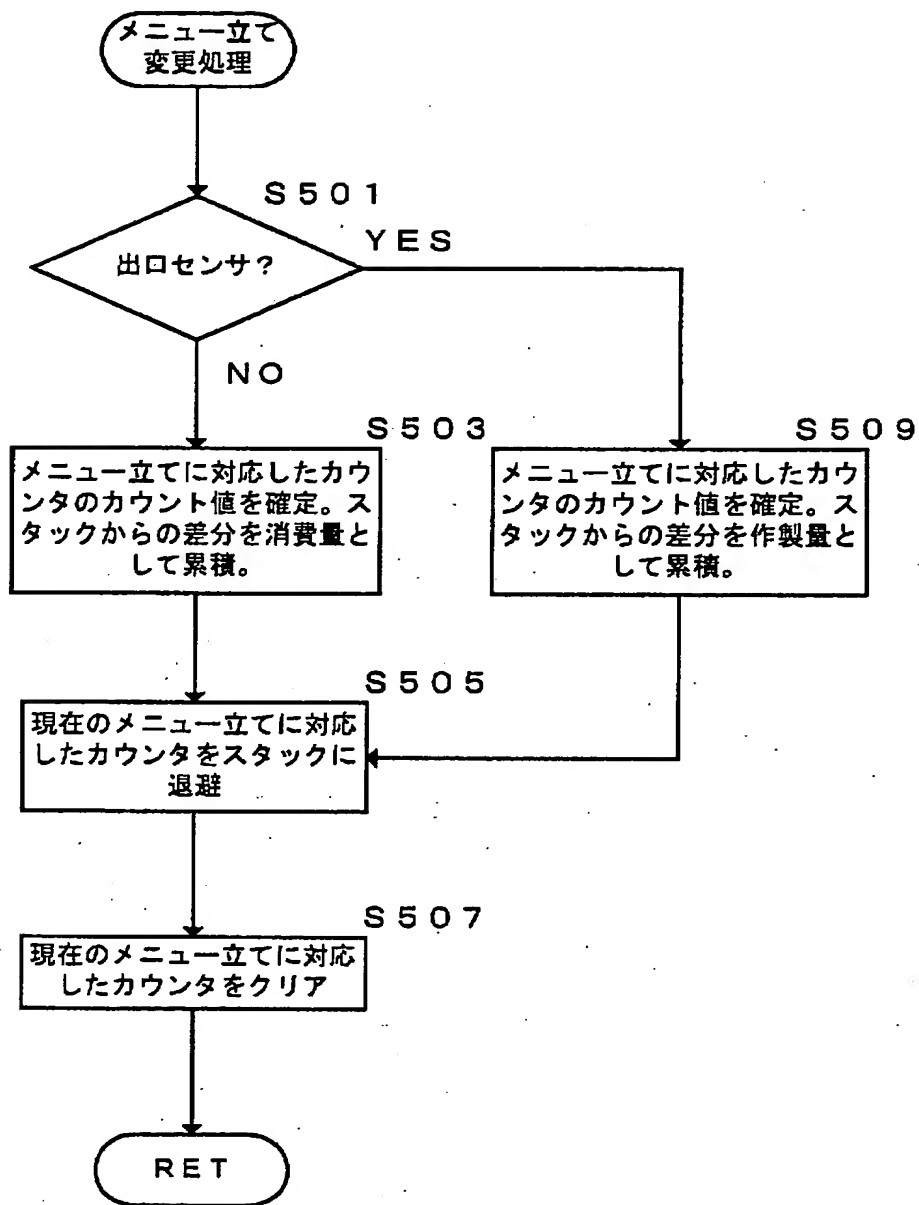 メニュー立て
変更処理
S501
出口センサ?
YES
NO
S503
メニュー立てに対応したカウ
ンタのカウント値を確定。ス
タックからの差分を消費量と
して累積。
S509
メニュー立てに対応したカウ
ンタのカウント値を確定。ス
タックからの差分を作製量と
して累積。
S505
現在のメニュー立てに対応
したカウンタをスタックに
退避
S507
現在のメニュー立てに対応
したカウンタをクリア
RET